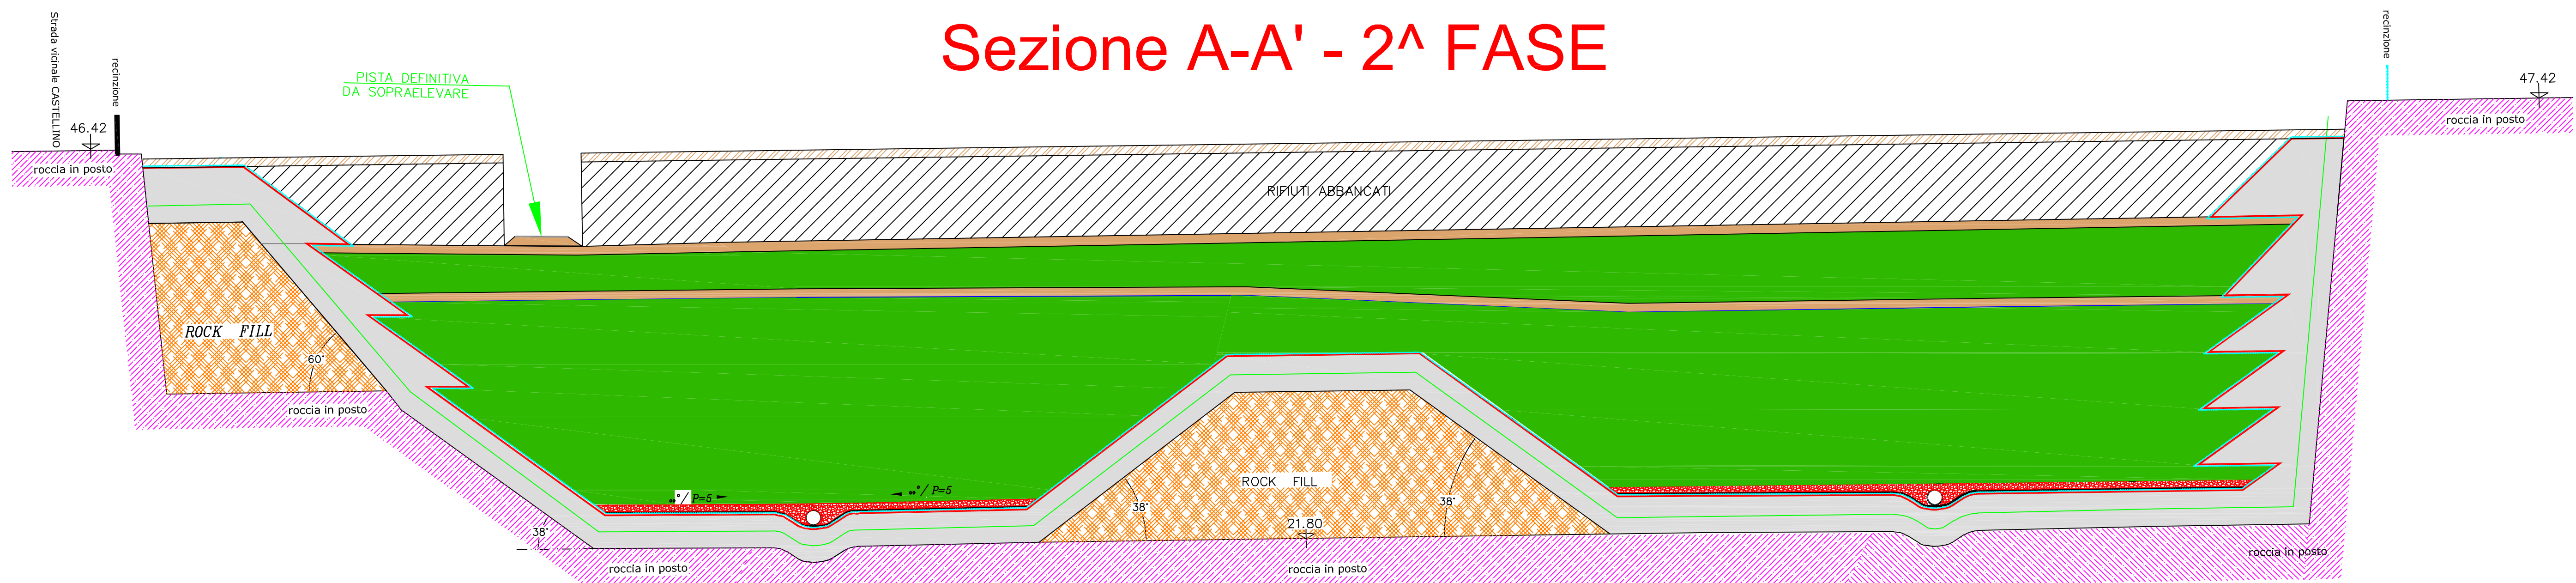 Sezione A-A' - 2^ FASE
Strada vicinale CASTELLINO
recinzione
46.42
roccia in posto
PISTA DEFINITIVA
DA SOPRAELEVARE
recinzione
47.42
roccia in posto
RIFIUTI ABBANCATI
ROCK FILL
60°
roccia in posto
P=5
P=5
38°
roccia in posto
38°
ROCK FILL
38°
21.80
roccia in posto
roccia in posto